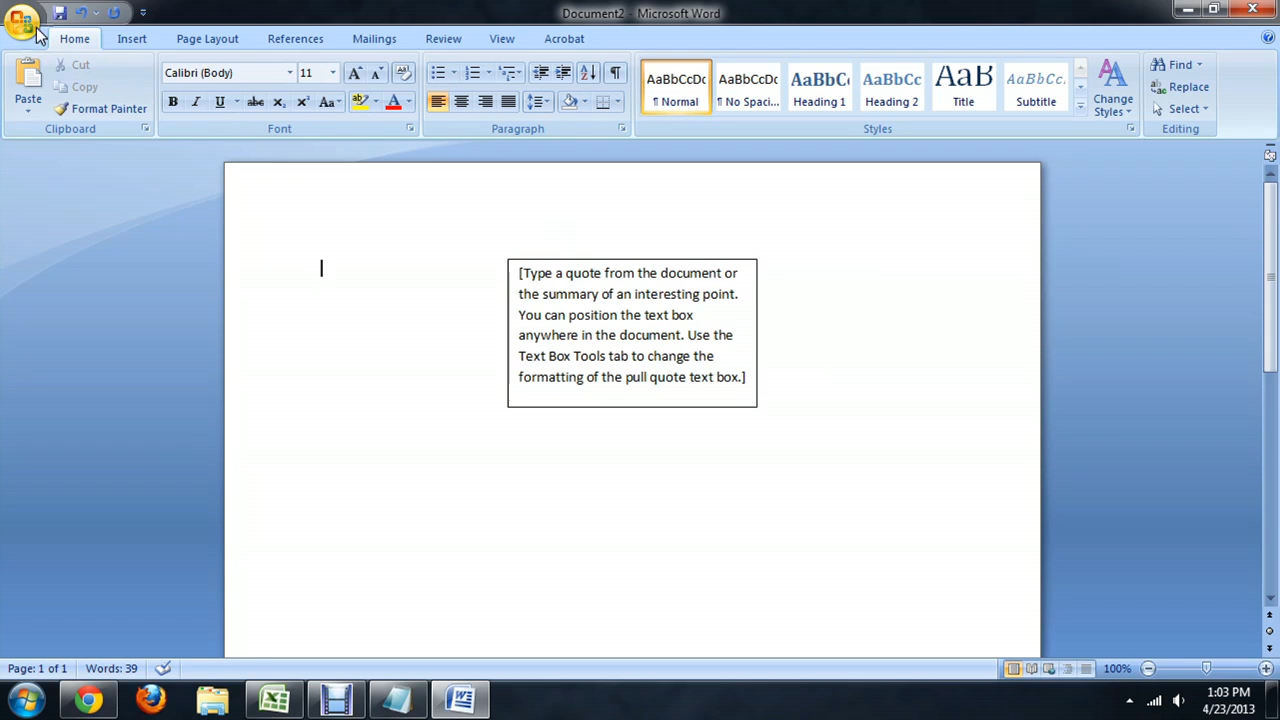 Document2 - Microsoft Word
Home Insert Page Layout References Mailings Review View Acrobat
Paste
Cut
Copy
Format Painter
Clipboard
Calibri (Body) 11
Font
Paragraph
AaBbCcDc AaBbCcDc AaBbC AaBbCc AaB AaBbCc.
¶ Normal ¶ No Spaci... Heading 1 Heading 2 Title Subtitle
Change
Styles
Styles
Find
Replace
Select
Editing
[Type a quote from the document or
the summary of an interesting point.
You can position the text box
anywhere in the document. Use the
Text Box Tools tab to change the
formatting of the pull quote text box.]
Page: 1 of 1 Words: 39 100%
1:03 PM
4/23/2013